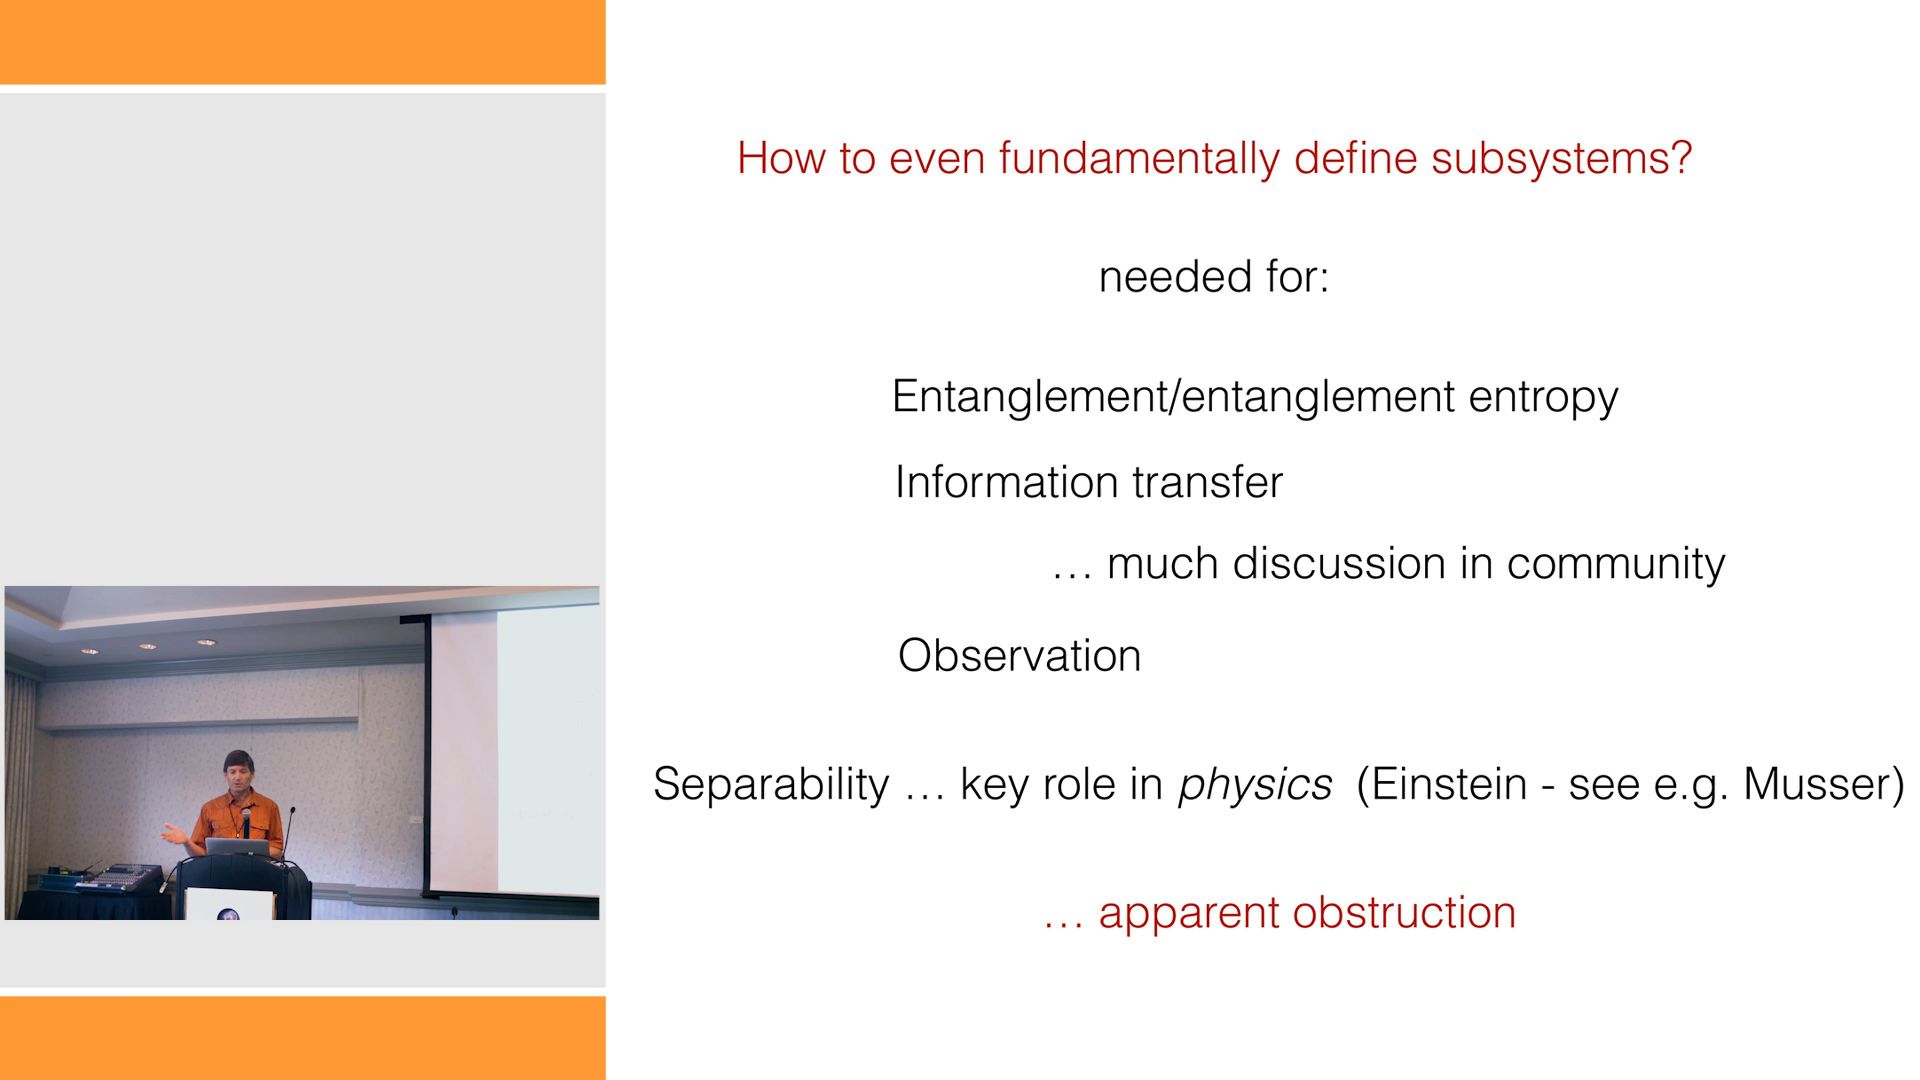 How to even fundamentally define subsystems?
needed for:
Entanglement/entanglement entropy
Information transfer
… much discussion in community
Observation
Separability … key role in physics (Einstein - see e.g. Musser)
… apparent obstruction